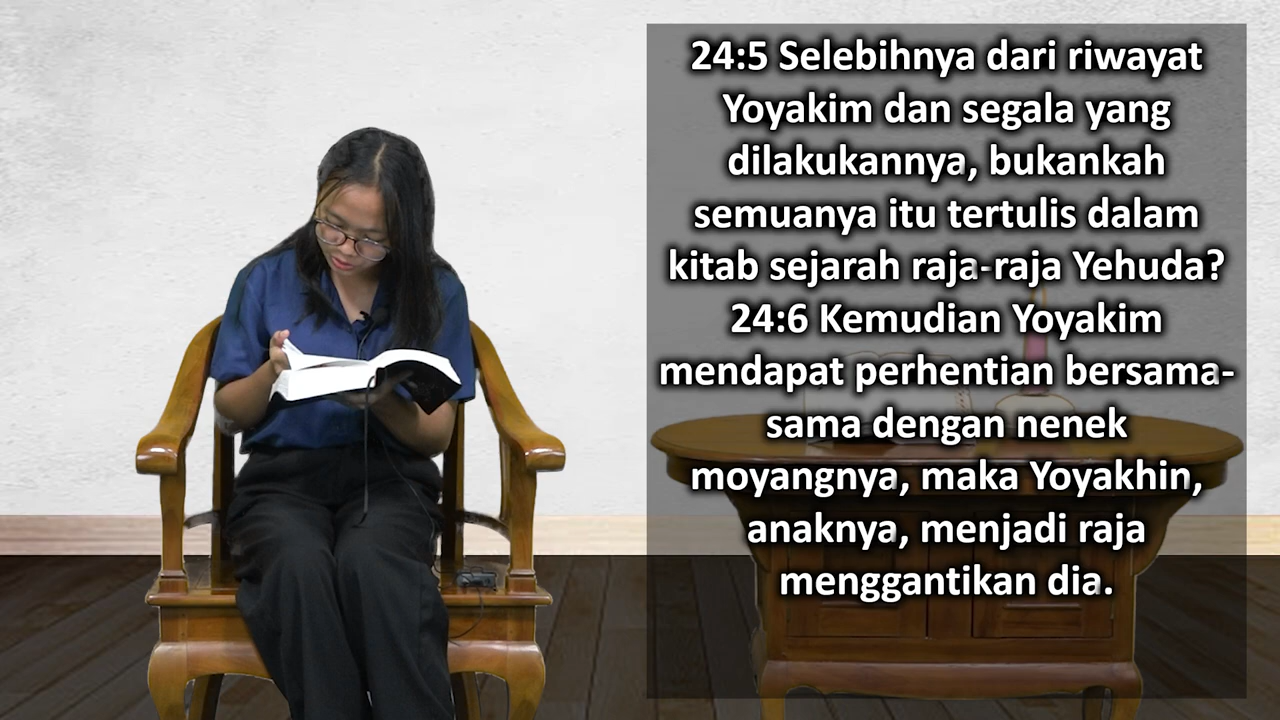 24:5 Selebihnya dari riwayat
Yoyakim dan segala yang
dilakukannya, bukankah
semuanya itu tertulis dalam
kitab sejarah raja-raja Yehuda?
24:6 Kemudian Yoyakim
mendapat perhentian bersama-
sama dengan nenek
moyangnya, maka Yoyakhin,
anaknya, menjadi raja
menggantikan dia.